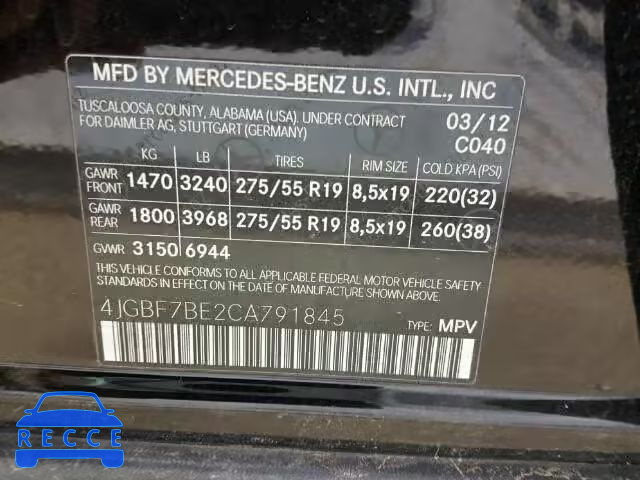 MFD BY MERCEDES-BENZ U.S. INTL., INC
TUSCALOOSA COUNTY, ALABAMA (USA). UNDER CONTRACT 03/12
FOR DAIMLER AG, STUTTGART (GERMANY) C040
KG LB TIRES RIM SIZE COLD KPA (PSI)
GAWR FRONT 1470 3240 275/55 R19 8,5x19 220(32)
GAWR REAR 1800 3968 275/55 R19 8,5x19 260(38)
GVWR 3150 6944
THIS VEHICLE CONFORMS TO ALL APPLICABLE FEDERAL MOTOR VEHICLE SAFETY
AND THEFT PREVENTION STANDARDS IN EFFECT ON THE DATE OF MANUFACTURE SHOWN ABOVE.
4JGBF7BE2CA791845 TYPE: MPV
RECCE